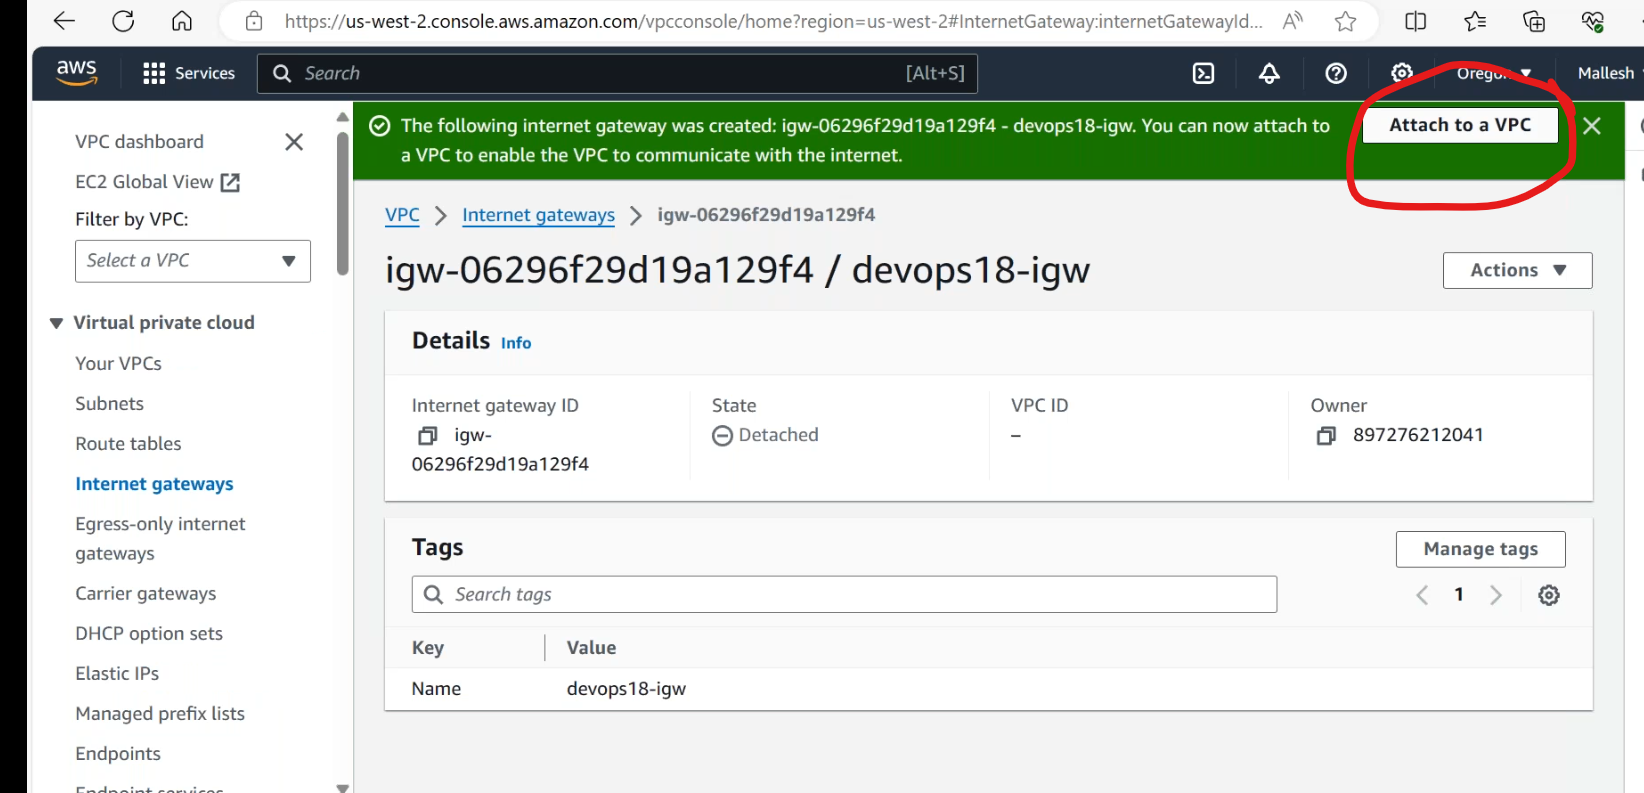 https://us-west-2.console.aws.amazon.com/vpcconsole/home?region=us-west-2#InternetGateway:internetGatewayId...
aws
Services
Search
[Alt+S]
Oregon
Mallesh
VPC dashboard
EC2 Global View
Filter by VPC:
Select a VPC
Virtual private cloud
Your VPCs
Subnets
Route tables
Internet gateways
Egress-only internet
gateways
Carrier gateways
DHCP option sets
Elastic IPs
Managed prefix lists
Endpoints
Endpoint services
The following internet gateway was created: igw-06296f29d19a129f4 - devops18-igw. You can now attach to
a VPC to enable the VPC to communicate with the internet.
Attach to a VPC
VPC > Internet gateways > igw-06296f29d19a129f4
igw-06296f29d19a129f4 / devops18-igw
Actions
Details Info
Internet gateway ID
igw-
06296f29d19a129f4
State
Detached
VPC ID
–
Owner
897276212041
Tags
Manage tags
Search tags
1
Key
Value
Name
devops18-igw